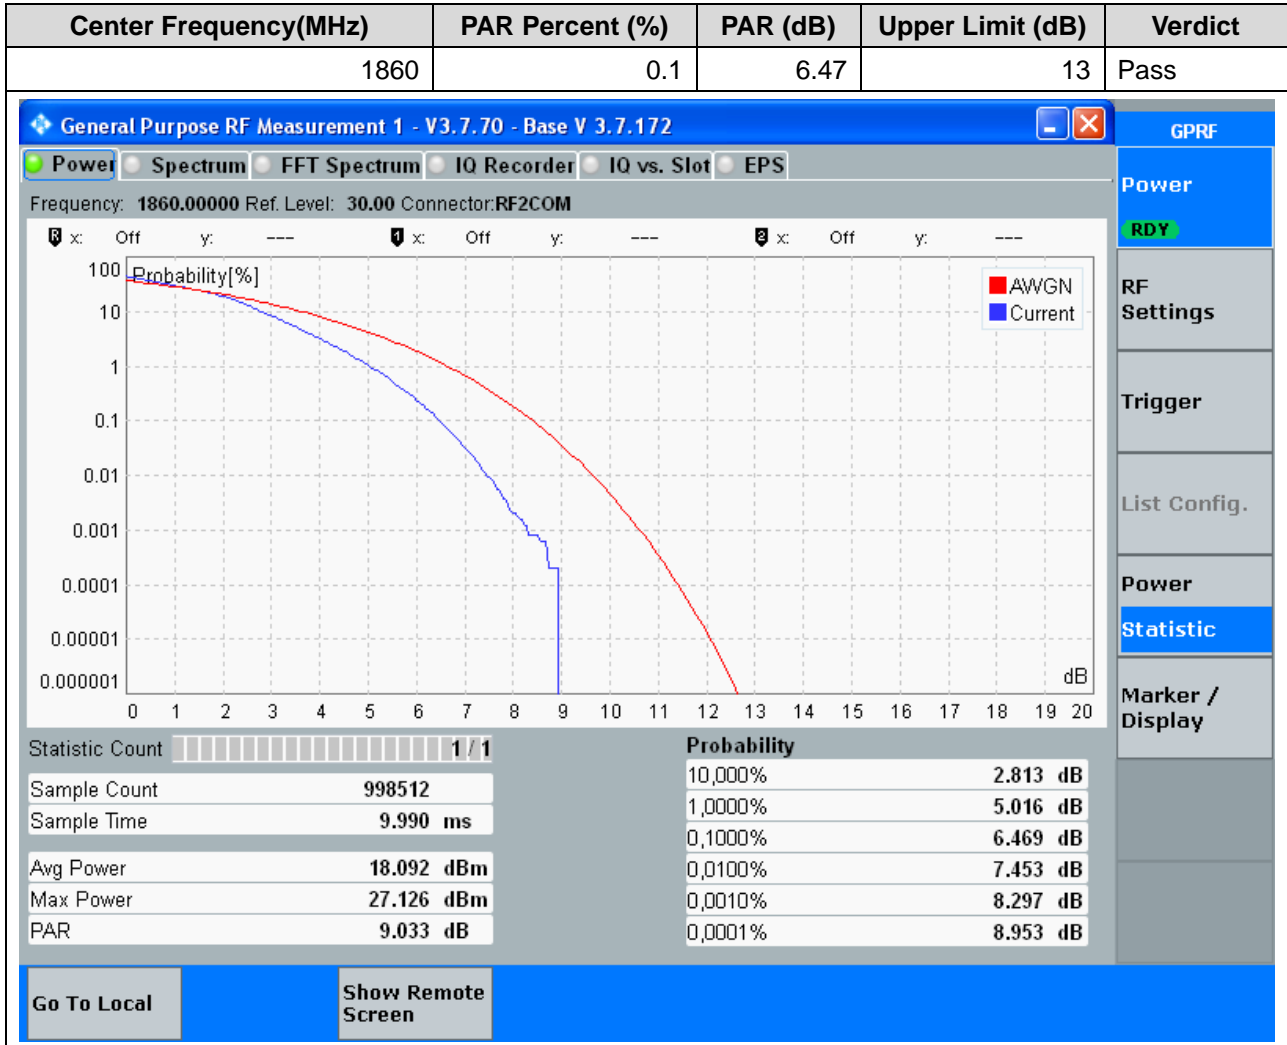 Center Frequency(MHz) PAR Percent (%) PAR (dB) Upper Limit (dB) Verdict
1860 0.1 6.47 13 Pass
General Purpose RF Measurement 1 - V3.7.70 - Base V 3.7.172
GPRF
Power Spectrum FFT Spectrum IQ Recorder IQ vs. Slot EPS
Power
RDY
Frequency: 1860.00000 Ref. Level: 30.00 Connector:RF2COM
R x: Off y: --- 1 x: Off y: --- 2 x: Off y: ---
Probability[%]
AWGN
Current
100
10
1
0.1
0.01
0.001
0.0001
0.00001
0.000001
dB
0 1 2 3 4 5 6 7 8 9 10 11 12 13 14 15 16 17 18 19 20
RF
Settings
Trigger
List Config.
Power
Statistic
Marker /
Display
Statistic Count 1 / 1
Sample Count 998512
Sample Time 9.990 ms
Avg Power 18.092 dBm
Max Power 27.126 dBm
PAR 9.033 dB
Probability
10,000% 2.813 dB
1,0000% 5.016 dB
0,1000% 6.469 dB
0,0100% 7.453 dB
0,0010% 8.297 dB
0,0001% 8.953 dB
Go To Local
Show Remote
Screen